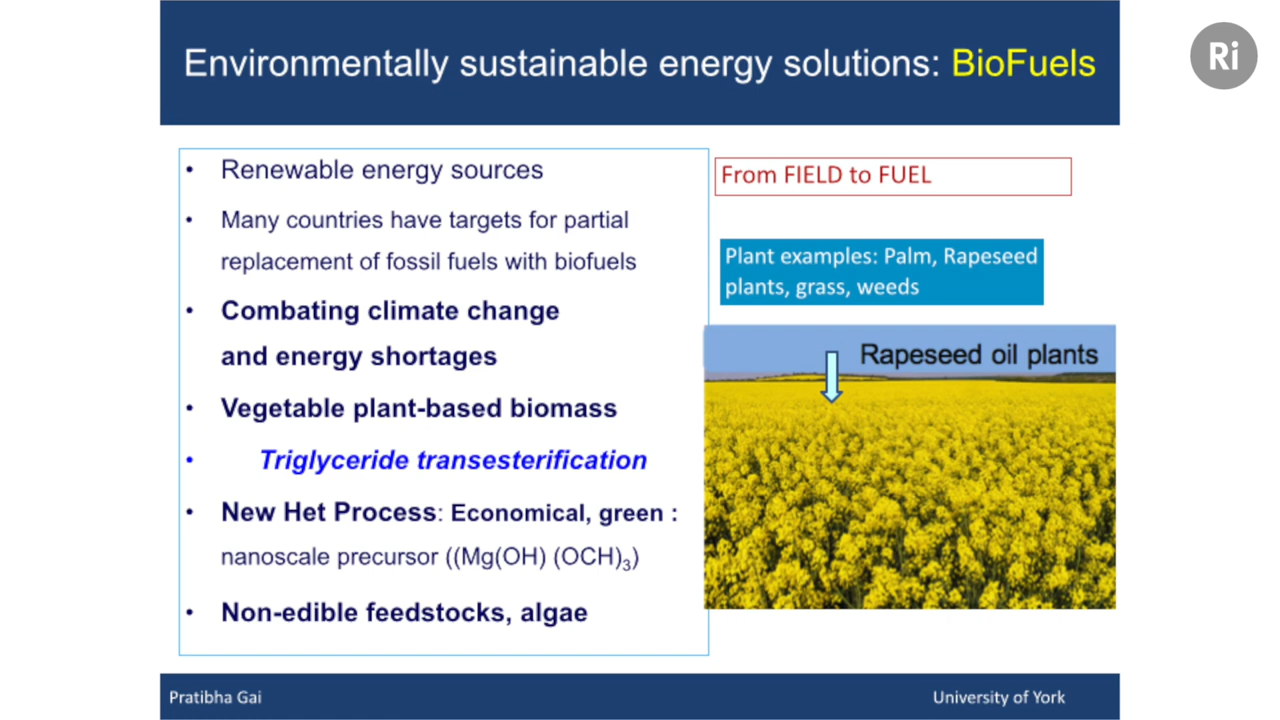 Environmentally sustainable energy solutions: BioFuels
Ri
• Renewable energy sources
• Many countries have targets for partial
replacement of fossil fuels with biofuels
• Combating climate change
and energy shortages
• Vegetable plant-based biomass
• Triglyceride transesterification
• New Het Process: Economical, green :
nanoscale precursor ((Mg(OH) (OCH)₃)
• Non-edible feedstocks, algae
From FIELD to FUEL
Plant examples: Palm, Rapeseed
plants, grass, weeds
Rapeseed oil plants
Pratibha Gai
University of York